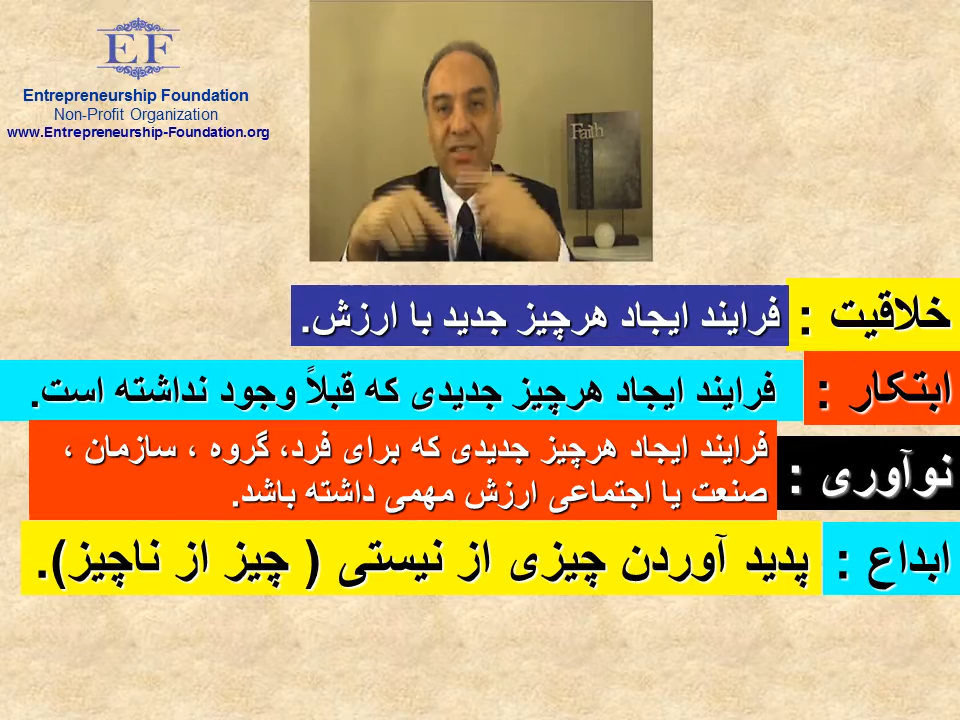 EF
Entrepreneurship Foundation
Non-Profit Organization
www.Entrepreneurship-Foundation.org
Faith
خلاقیت : فرایند ایجاد هرچیز جدید با ارزش.
ابتکار : فرایند ایجاد هرچیز جدیدی که قبلاً وجود نداشته است.
نوآوری : فرایند ایجاد هرچیز جدیدی که برای فرد، گروه ، سازمان ،
صنعت یا اجتماعی ارزش مهمی داشته باشد.
ابداع : پدید آوردن چیزی از نیستی ( چیز از ناچیز).